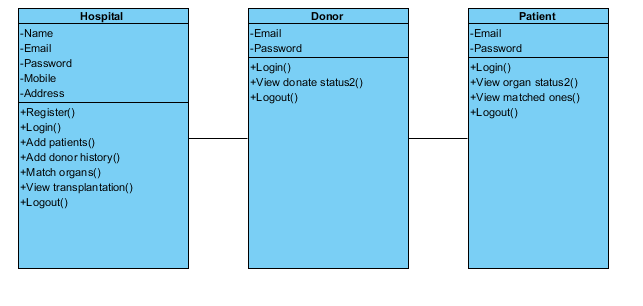 Hospital
-Name
-Email
-Password
-Mobile
-Address
+Register()
+Login()
+Add patients()
+Add donor history()
+Match organs()
+View transplantation()
+Logout()
Donor
-Email
-Password
+Login()
+View donate status2()
+Logout()
Patient
-Email
-Password
+Login()
+View organ status2()
+View matched ones()
+Logout()